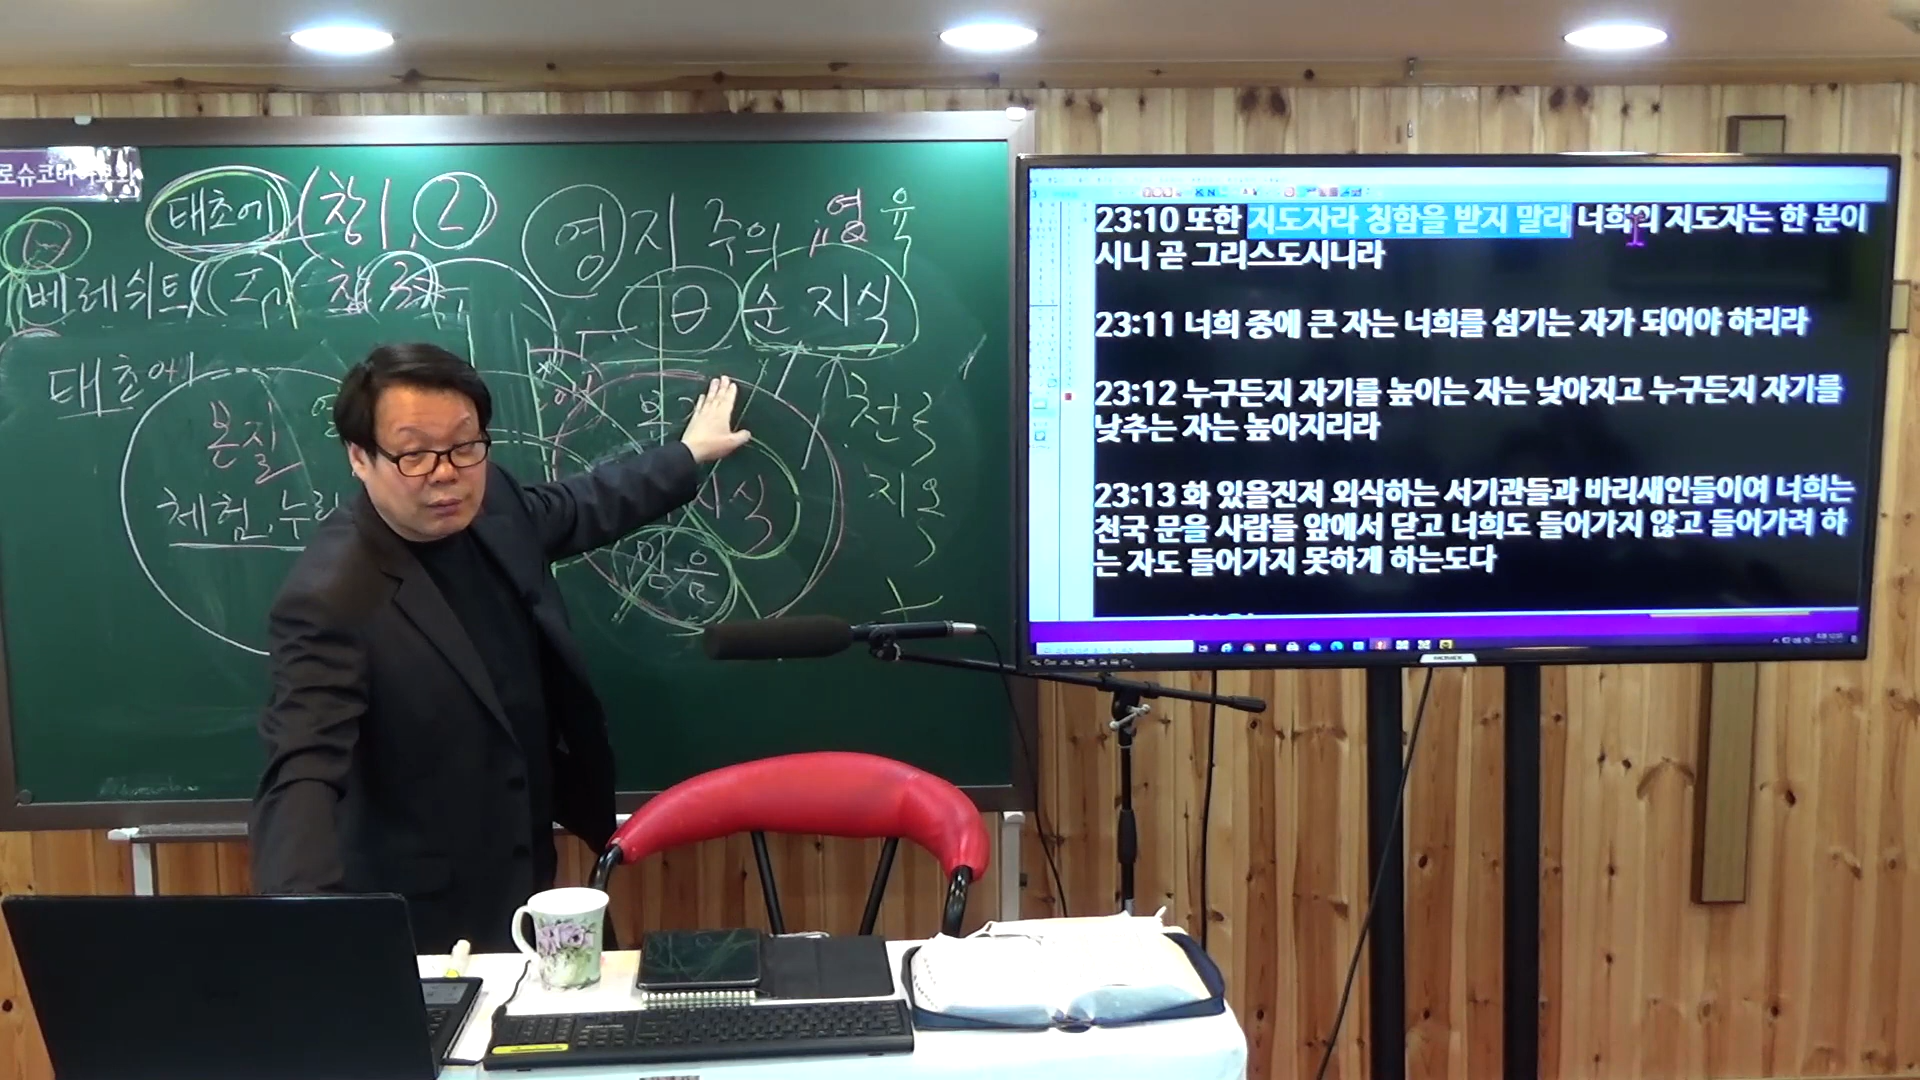 태초에 (창1, 2
영지주의 영 육
베레쉬트
순 지식
태초에
본질
체험, 누
지식
믿음
천국
지옥
23:10 또한 지도자라 칭함을 받지 말라 너희의 지도자는 한 분이
시니 곧 그리스도시니라
23:11 너희 중에 큰 자는 너희를 섬기는 자가 되어야 하리라
23:12 누구든지 자기를 높이는 자는 낮아지고 누구든지 자기를
낮추는 자는 높아지리라
23:13 화 있을진저 외식하는 서기관들과 바리새인들이여 너희는
천국 문을 사람들 앞에서 닫고 너희도 들어가지 않고 들어가려 하
는 자도 들어가지 못하게 하는도다